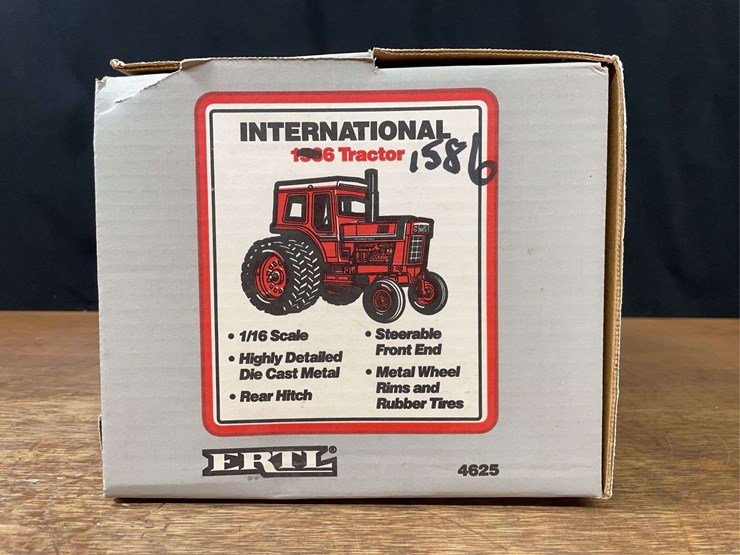 INTERNATIONAL
Tractor 1586
• 1/16 Scale
• Highly Detailed
Die Cast Metal
• Rear Hitch
• Steerable
Front End
• Metal Wheel
Rims and
Rubber Tires
ERTL®
4625